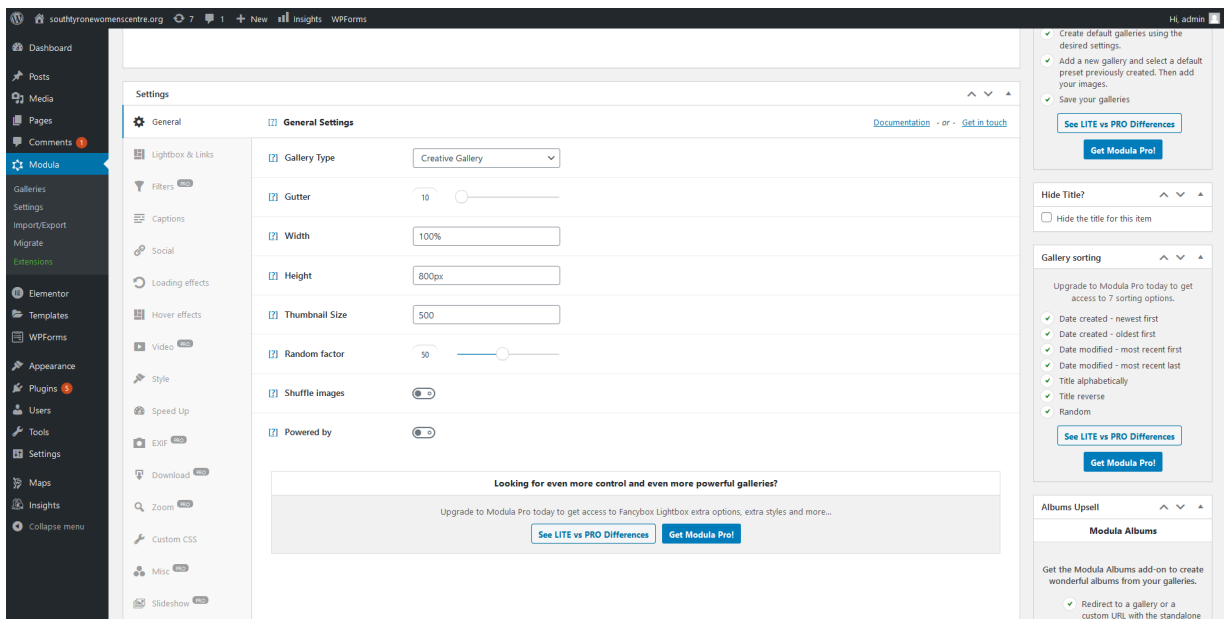 southtyronewomenscentre.org 7 1 + New Insights WPForms
Hi, admin
Dashboard
Posts
Media
Pages
Comments 1
Modula
Galleries
Settings
Import/Export
Migrate
Extensions
Elementor
Templates
WPForms
Appearance
Plugins 5
Users
Tools
Settings
Maps
Insights
Collapse menu
Settings
General
Lightbox & Links
Filters PRO
Captions
Social
Loading effects
Hover effects
Video PRO
Style
Speed Up
EXIF PRO
Download PRO
Zoom PRO
Custom CSS
Misc PRO
Slideshow PRO
[?] General Settings
Documentation - or - Get in touch
[?] Gallery Type Creative Gallery
[?] Gutter 10
[?] Width 100%
[?] Height 800px
[?] Thumbnail Size 500
[?] Random factor 50
[?] Shuffle images
[?] Powered by
Looking for even more control and even more powerful galleries?
Upgrade to Modula Pro today to get access to Fancybox Lightbox extra options, extra styles and more...
See LITE vs PRO Differences Get Modula Pro!
Create default galleries using the
desired settings.
Add a new gallery and select a default
preset previously created. Then add
your images.
Save your galleries
See LITE vs PRO Differences
Get Modula Pro!
Hide Title?
Hide the title for this item
Gallery sorting
Upgrade to Modula Pro today to get
access to 7 sorting options.
Date created - newest first
Date created - oldest first
Date modified - most recent first
Date modified - most recent last
Title alphabetically
Title reverse
Random
See LITE vs PRO Differences
Get Modula Pro!
Albums Upsell
Modula Albums
Get the Modula Albums add-on to create
wonderful albums from your galleries.
Redirect to a gallery or a
custom URL with the standalone